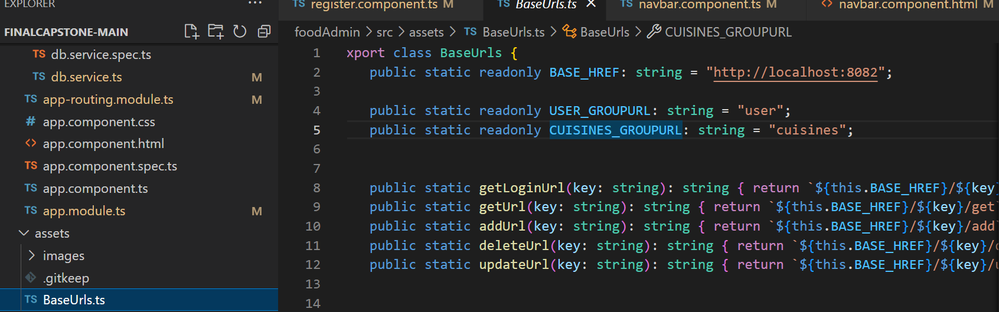 EXPLORER ...
FINALCAPSTONE-MAIN
TS db.service.spec.ts
TS db.service.ts M
TS app-routing.module.ts M
# app.component.css
<> app.component.html
TS app.component.spec.ts
TS app.component.ts
TS app.module.ts M
assets
images
.gitkeep
TS BaseUrls.ts
TS register.component.ts M
TS BaseUrls.ts ×
TS navbar.component.ts M
<> navbar.component.html M
foodAdmin > src > assets > TS BaseUrls.ts > BaseUrls > CUISINES_GROUPURL
1 xport class BaseUrls {
2 public static readonly BASE_HREF: string = "http://localhost:8082";
3
4 public static readonly USER_GROUPURL: string = "user";
5 public static readonly CUISINES_GROUPURL: string = "cuisines";
6
7
8 public static getLoginUrl(key: string): string { return `${this.BASE_HREF}/${key}
9 public static getUrl(key: string): string { return `${this.BASE_HREF}/${key}/get`
10 public static addUrl(key: string): string { return `${this.BASE_HREF}/${key}/add`
11 public static deleteUrl(key: string): string { return `${this.BASE_HREF}/${key}/
12 public static updateUrl(key: string): string { return `${this.BASE_HREF}/${key}/u
13
14